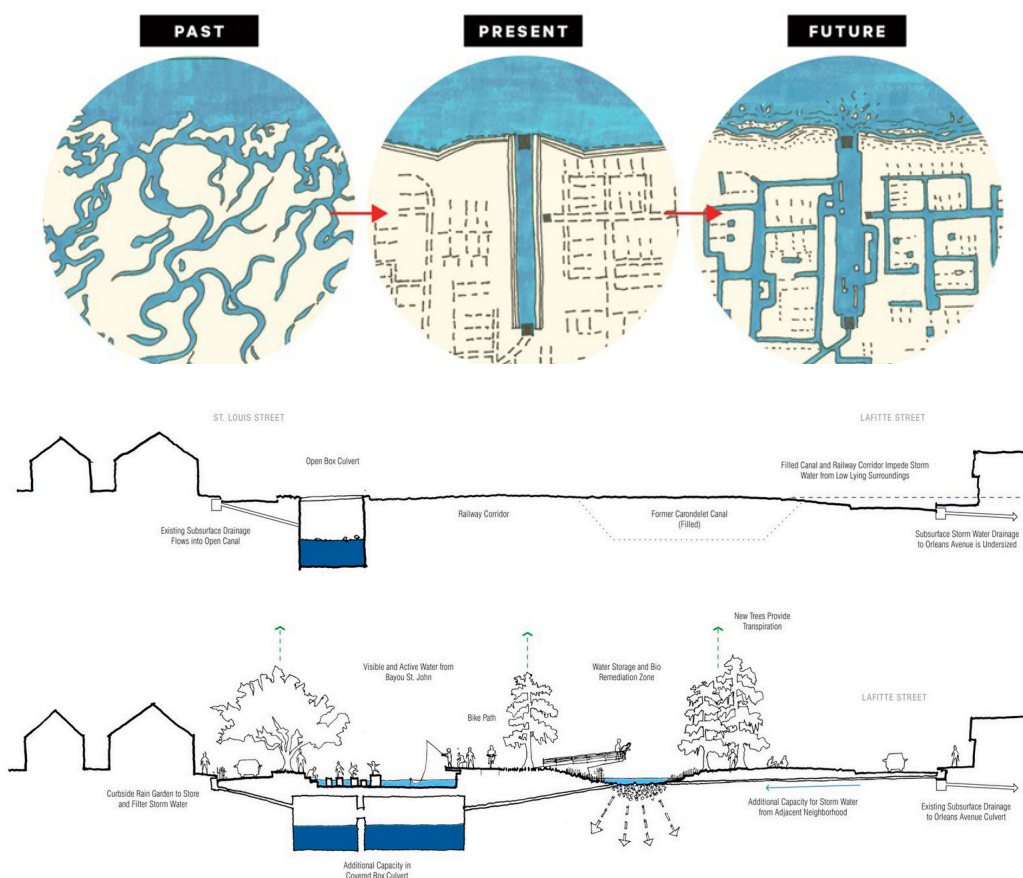 PAST
PRESENT
FUTURE
ST. LOUIS STREET
LAFITTE STREET
Open Box Culvert
Filled Canal and Railway Corridor Impede Storm
Water from Low Lying Surroundings
Railway Corridor
Former Carondelet Canal
(Filled)
Existing Subsurface Drainage
Flows into Open Canal
Subsurface Storm Water Drainage
to Orleans Avenue is Undersized
New Trees Provide
Transpiration
Visible and Active Water from
Bayou St. John
Water Storage and Bio
Remediation Zone
LAFITTE STREET
Bike Path
Curbside Rain Garden to Store
and Filter Storm Water
Additional Capacity for Storm Water
from Adjacent Neighborhood
Existing Subsurface Drainage
to Orleans Avenue Culvert
Additional Capacity in
Covered Box Culvert